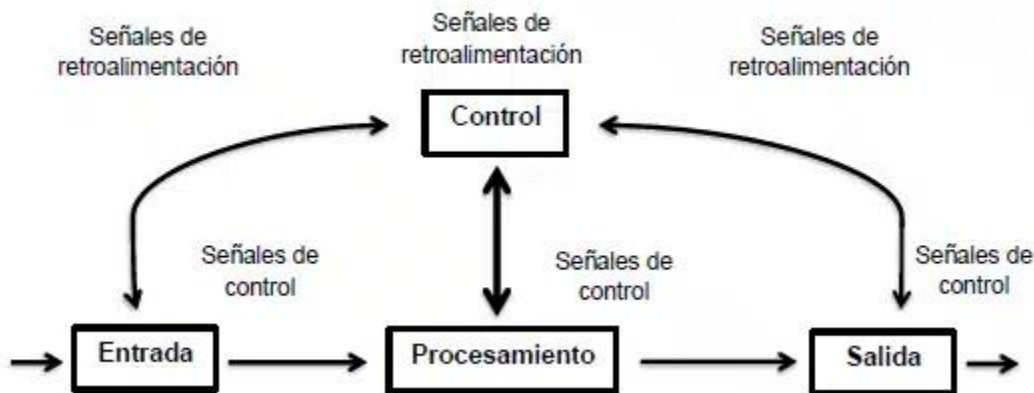 Señales de
retroalimentación
Señales de
retroalimentación
Señales de
retroalimentación
Control
Señales de
control
Señales de
control
Señales de
control
Entrada
Procesamiento
Salida